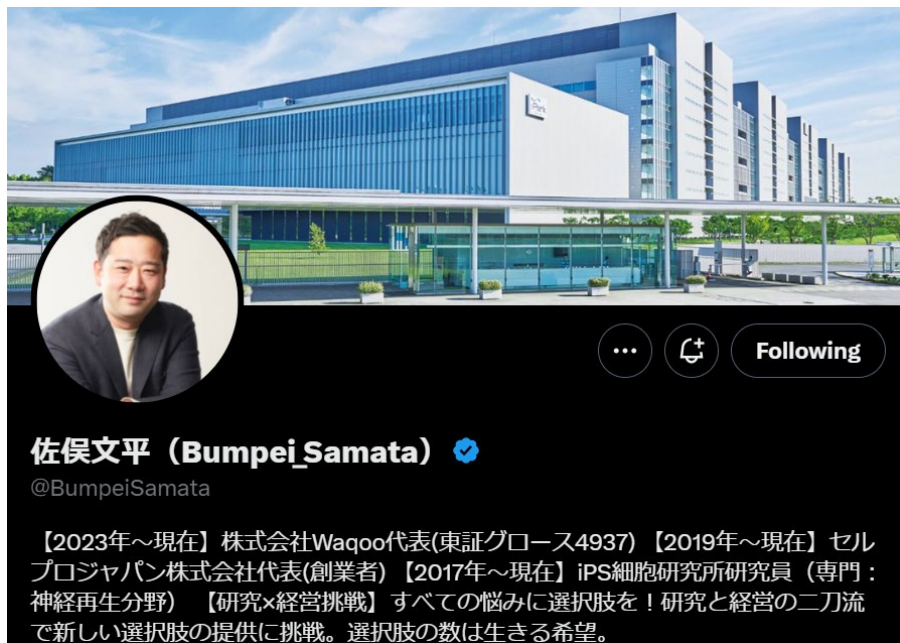 iPark
Following
佐俣文平（Bumpei_Samata）
@BumpeiSamata
【2023年～現在】株式会社Waqoo代表(東証グロース4937) 【2019年～現在】セル
プロジャパン株式会社代表(創業者) 【2017年～現在】iPS細胞研究所研究員（専門：
神経再生分野） 【研究×経営挑戦】すべての悩みに選択肢を！研究と経営の二刀流
で新しい選択肢の提供に挑戦。選択肢の数は生きる希望。